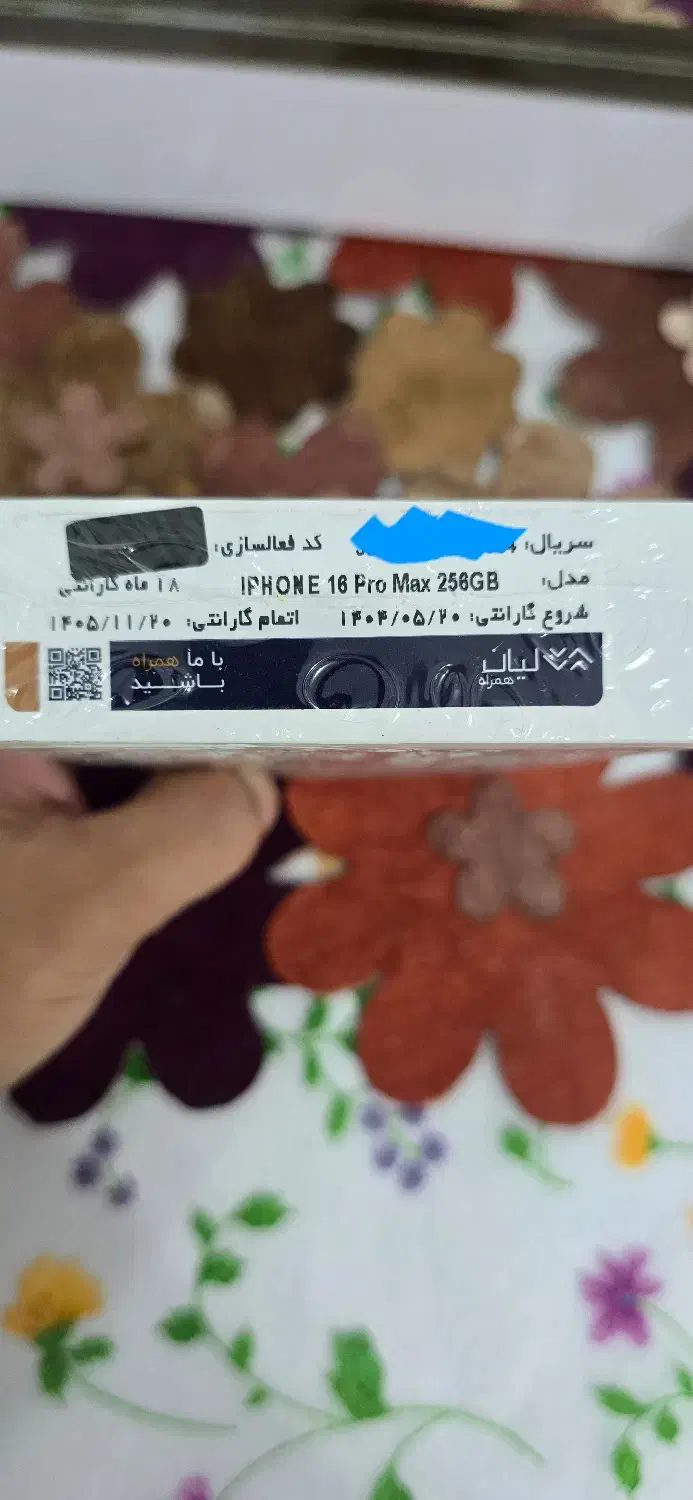 سریال: کد فعالسازی:
مدل: IPHONE 16 Pro Max 256GB ۱۸ ماه گارانتی
شروع گارانتی: ۱۴۰۴/۰۵/۲۰ اتمام گارانتی: ۱۴۰۵/۱۱/۲۰
لیان همراه
با ما همراه
باشید